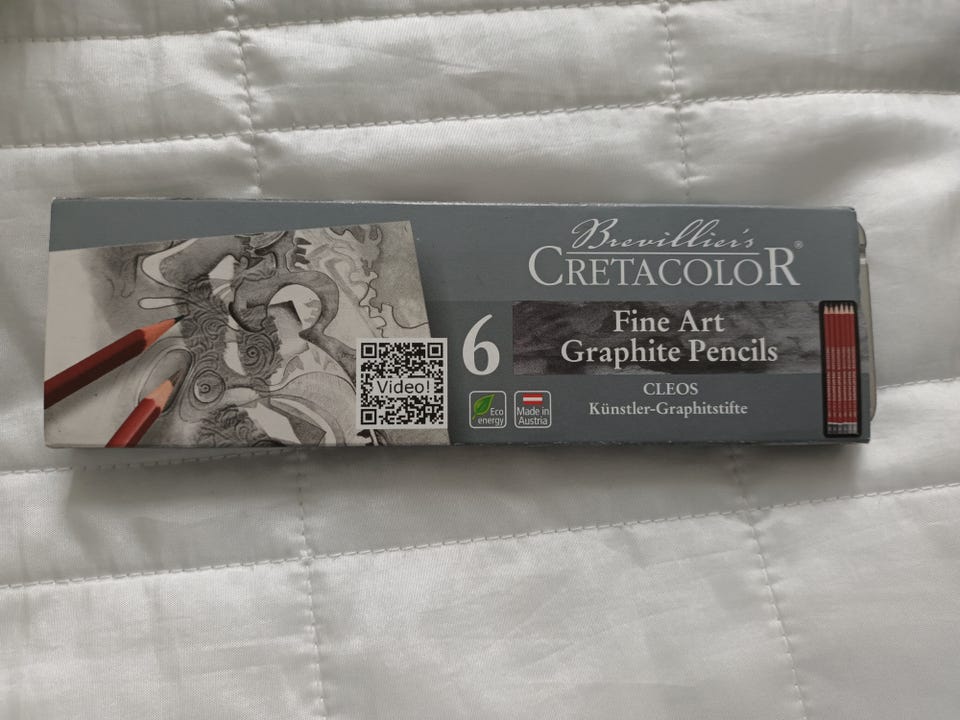 Brevillier's
CRETACOLOR®
6
Fine Art
Graphite Pencils
CLEOS
Künstler-Graphitstifte
Video!
Eco
energy
Made in
Austria